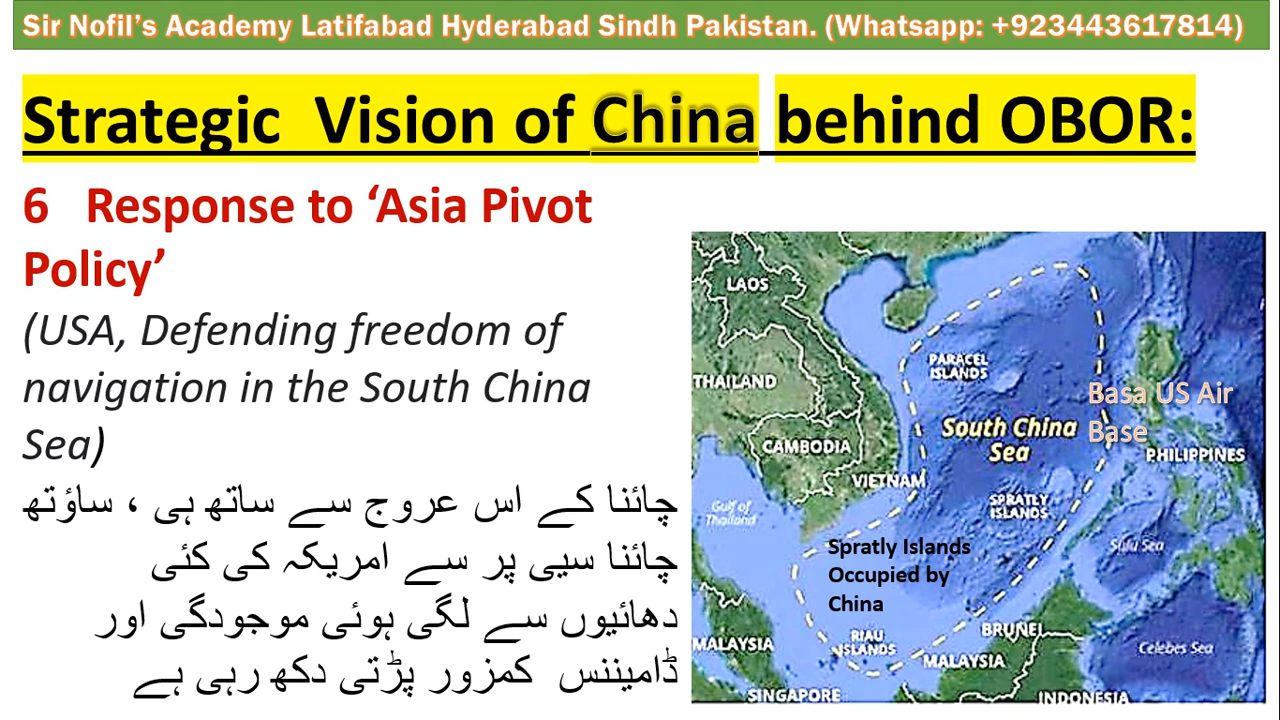 Sir Nofil’s Academy Latifabad Hyderabad Sindh Pakistan. (Whatsapp: +923443617814)
Strategic Vision of China behind OBOR:
6 Response to ‘Asia Pivot
Policy’
(USA, Defending freedom of
navigation in the South China
Sea)
چائنا کے اس عروج سے ساتھ ہی ، ساؤتھ
چائنا سیی پر سے امریکہ کی کئی
دھائیوں سے لگی ہوئی موجودگی اور
ڈامیننس کمزور پڑتی دکھ رہی ہے
LAOS
PARACEL
ISLANDS
THAILAND
Basa US Air
Base
South China
Sea
CAMBODIA
PHILIPPINES
VIETNAM
SPRATLY
ISLANDS
Gulf of
Thailand
Sulu Sea
Spratly Islands
Occupied by
China
BRUNEI
RIAU
ISLANDS
MALAYSIA
Celebes Sea
MALAYSIA
SINGAPORE
INDONESIA